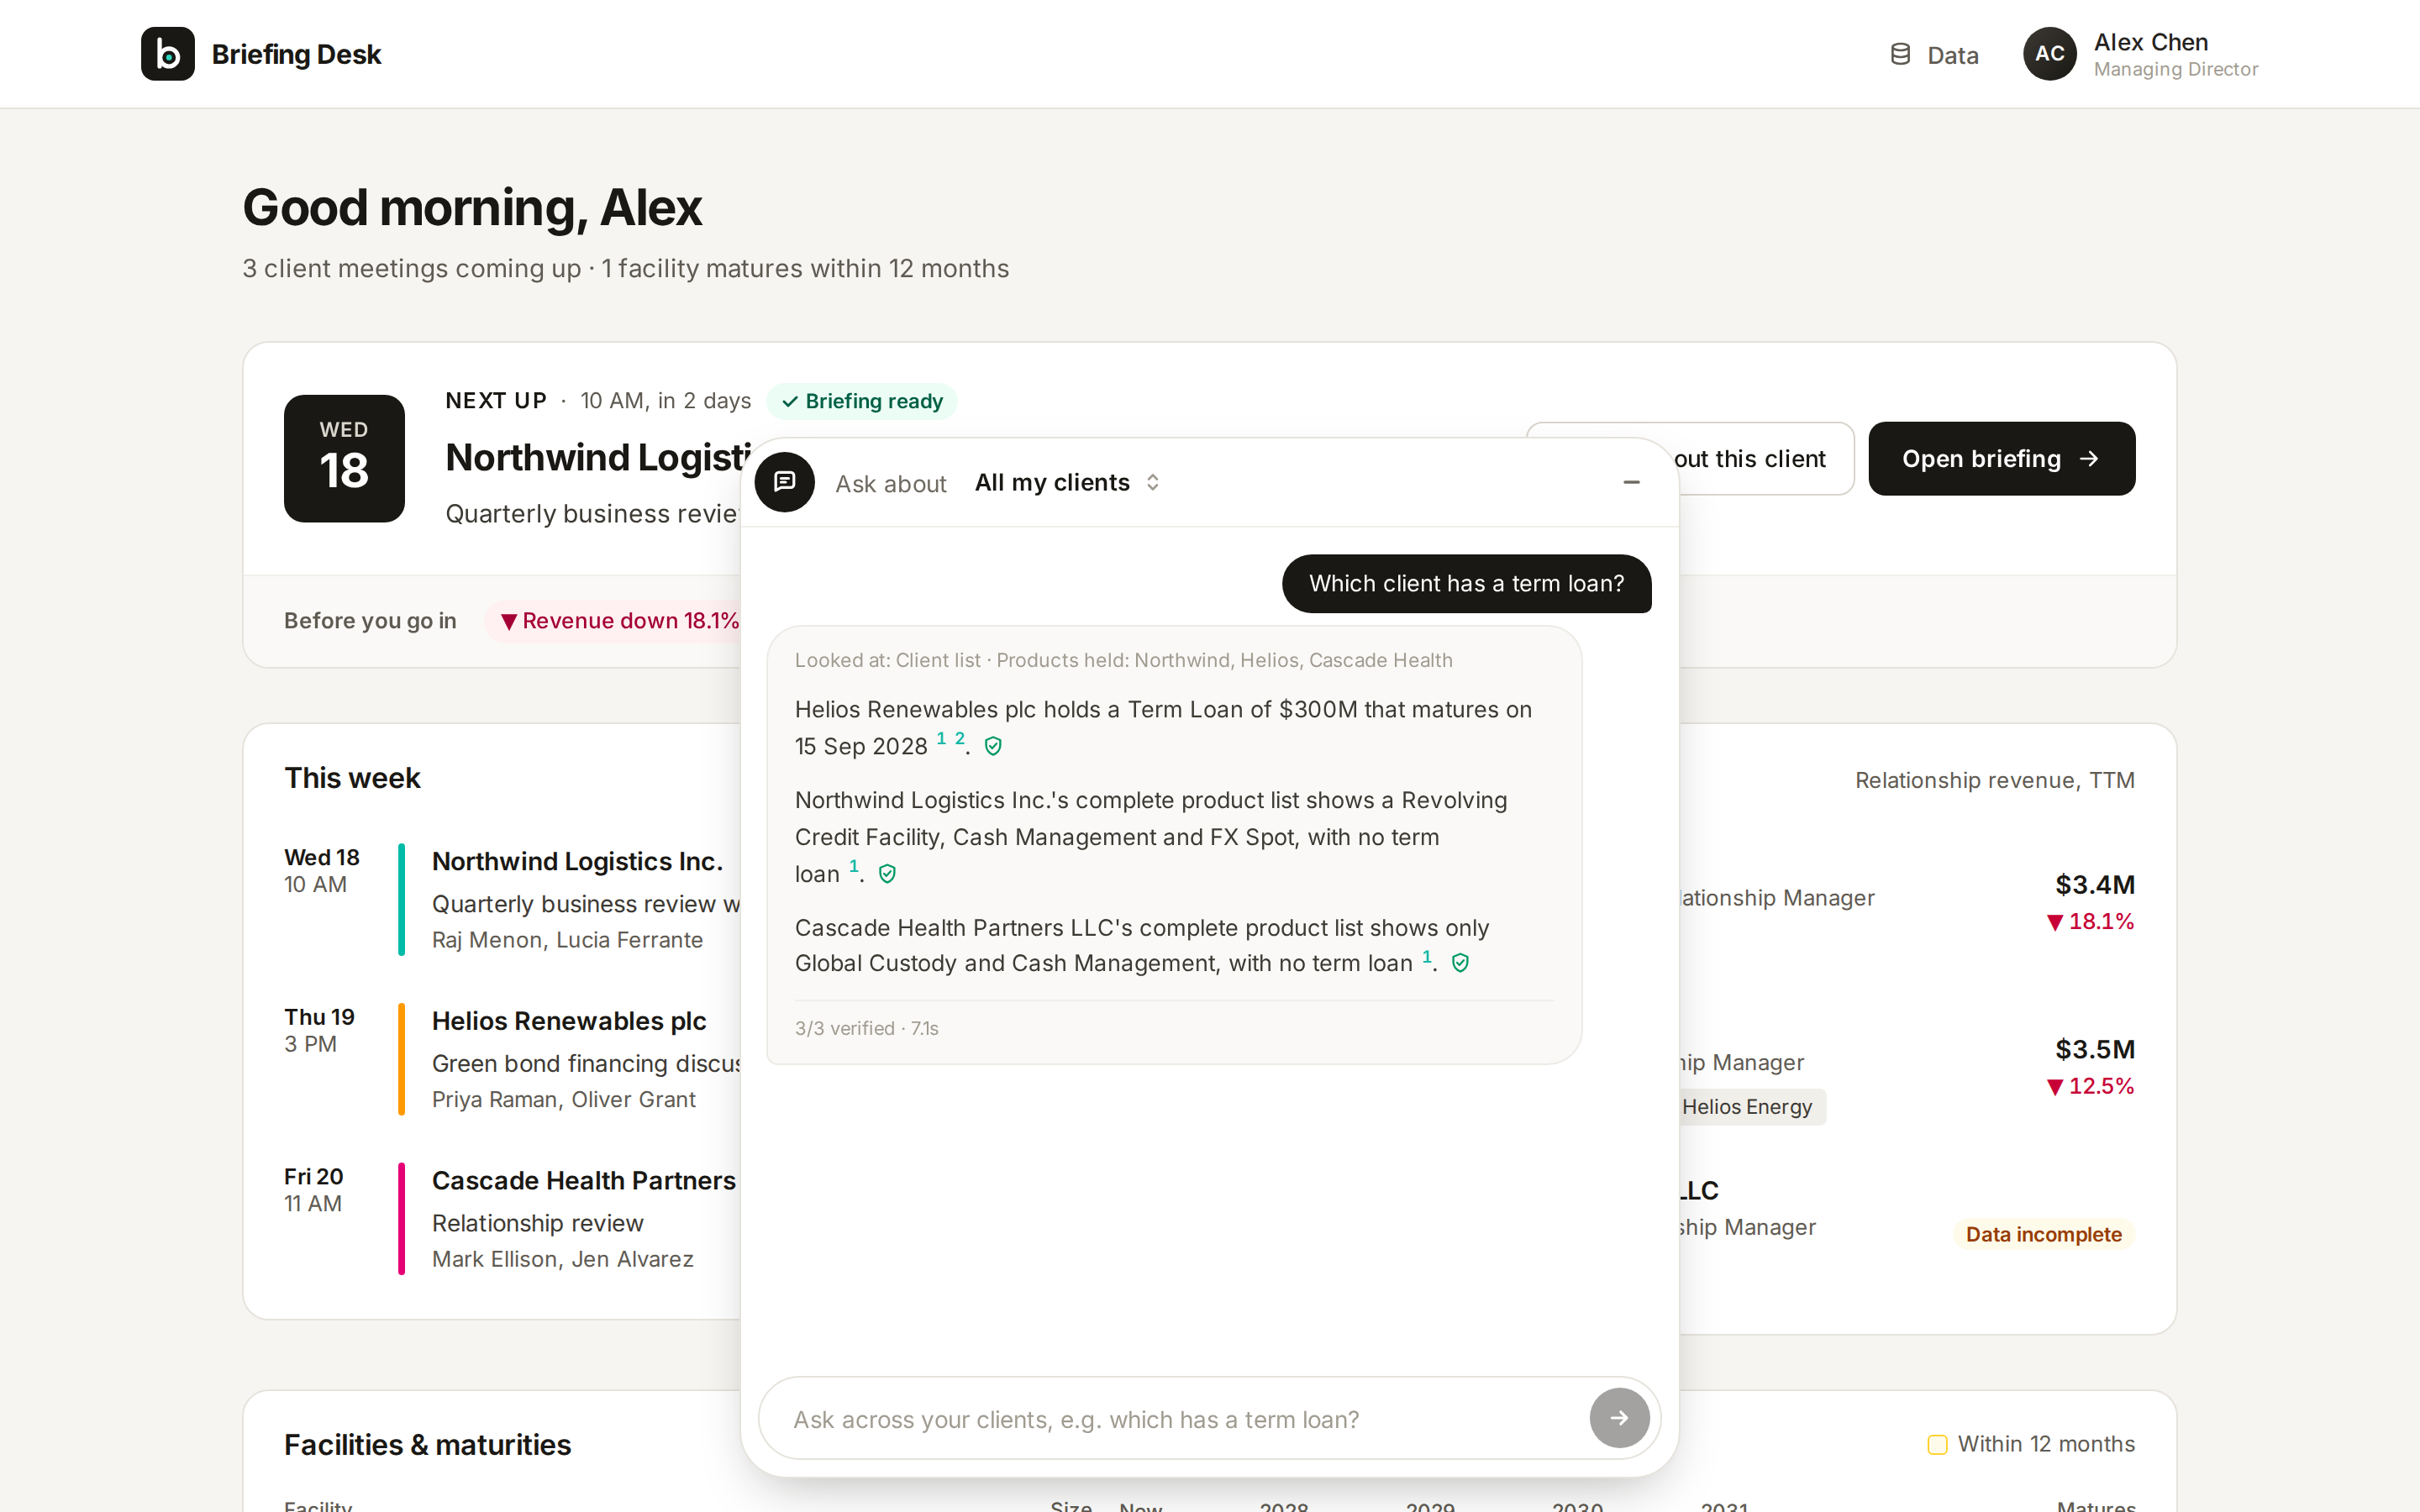 b Briefing Desk
Data
AC
Alex Chen
Managing Director
Good morning, Alex
3 client meetings coming up · 1 facility matures within 12 months
WED
18
NEXT UP · 10 AM, in 2 days
Briefing ready
Northwind Logisti
Quarterly business revie
out this client
Open briefing
Before you go in
▼ Revenue down 18.1%
Ask about
All my clients
Which client has a term loan?
Looked at: Client list · Products held: Northwind, Helios, Cascade Health
Helios Renewables plc holds a Term Loan of $300M that matures on
15 Sep 2028 1 2.
Northwind Logistics Inc.'s complete product list shows a Revolving
Credit Facility, Cash Management and FX Spot, with no term
loan 1.
Cascade Health Partners LLC's complete product list shows only
Global Custody and Cash Management, with no term loan 1.
3/3 verified · 7.1s
Ask across your clients, e.g. which has a term loan?
This week
Wed 18
10 AM
Northwind Logistics Inc.
Quarterly business review w
Raj Menon, Lucia Ferrante
Thu 19
3 PM
Helios Renewables plc
Green bond financing discus
Priya Raman, Oliver Grant
Fri 20
11 AM
Cascade Health Partners
Relationship review
Mark Ellison, Jen Alvarez
Relationship revenue, TTM
lationship Manager
$3.4M
▼ 18.1%
hip Manager
Helios Energy
$3.5M
▼ 12.5%
LLC
ship Manager
Data incomplete
Facilities & maturities
Within 12 months
Facility
Size
Now
2028
2029
2030
2031
Matures